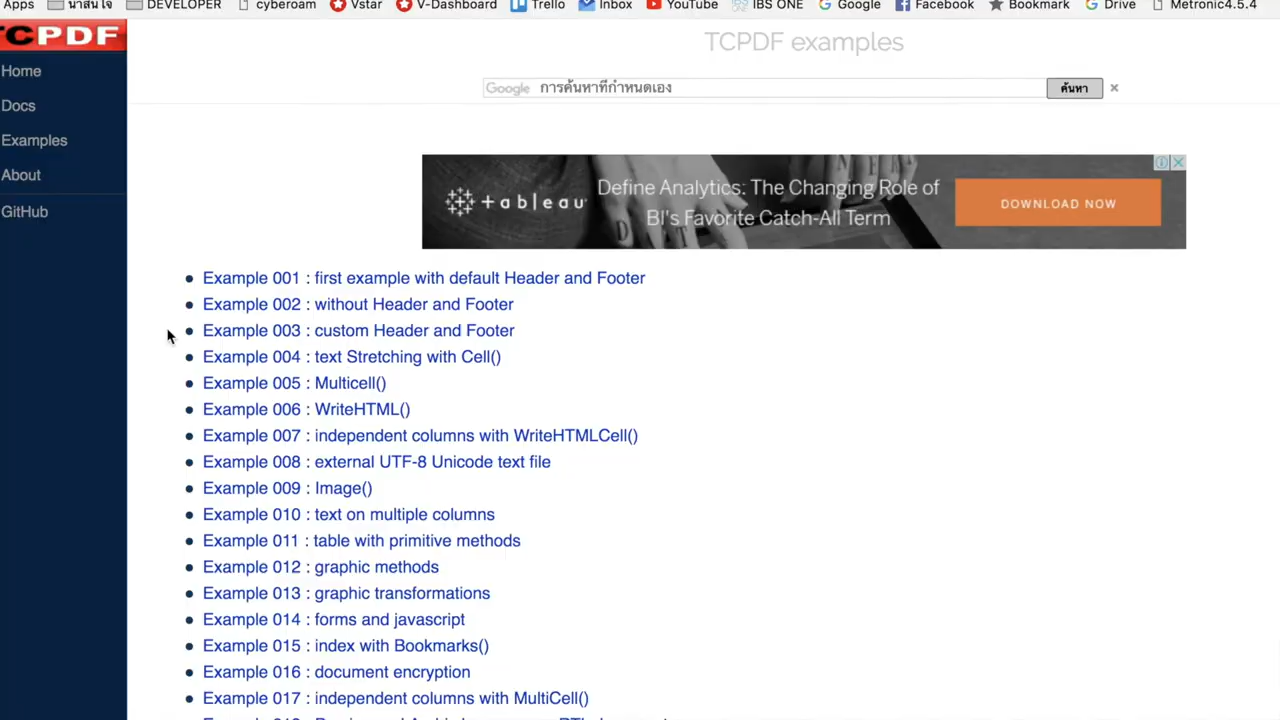 Apps น่าสนใจ DEVELOPER cyberoam Vstar V-Dashboard Trello Inbox YouTube IBS ONE Google Facebook Bookmark Drive Metronic4.5.4
TCPDF
TCPDF examples
Home
Google การค้นหาที่กำหนดเอง ค้นหา ×
Docs
Examples
About
GitHub
+ableau
Define Analytics: The Changing Role of
BI's Favorite Catch-All Term
DOWNLOAD NOW
Example 001 : first example with default Header and Footer
Example 002 : without Header and Footer
Example 003 : custom Header and Footer
Example 004 : text Stretching with Cell()
Example 005 : Multicell()
Example 006 : WriteHTML()
Example 007 : independent columns with WriteHTMLCell()
Example 008 : external UTF-8 Unicode text file
Example 009 : Image()
Example 010 : text on multiple columns
Example 011 : table with primitive methods
Example 012 : graphic methods
Example 013 : graphic transformations
Example 014 : forms and javascript
Example 015 : index with Bookmarks()
Example 016 : document encryption
Example 017 : independent columns with MultiCell()